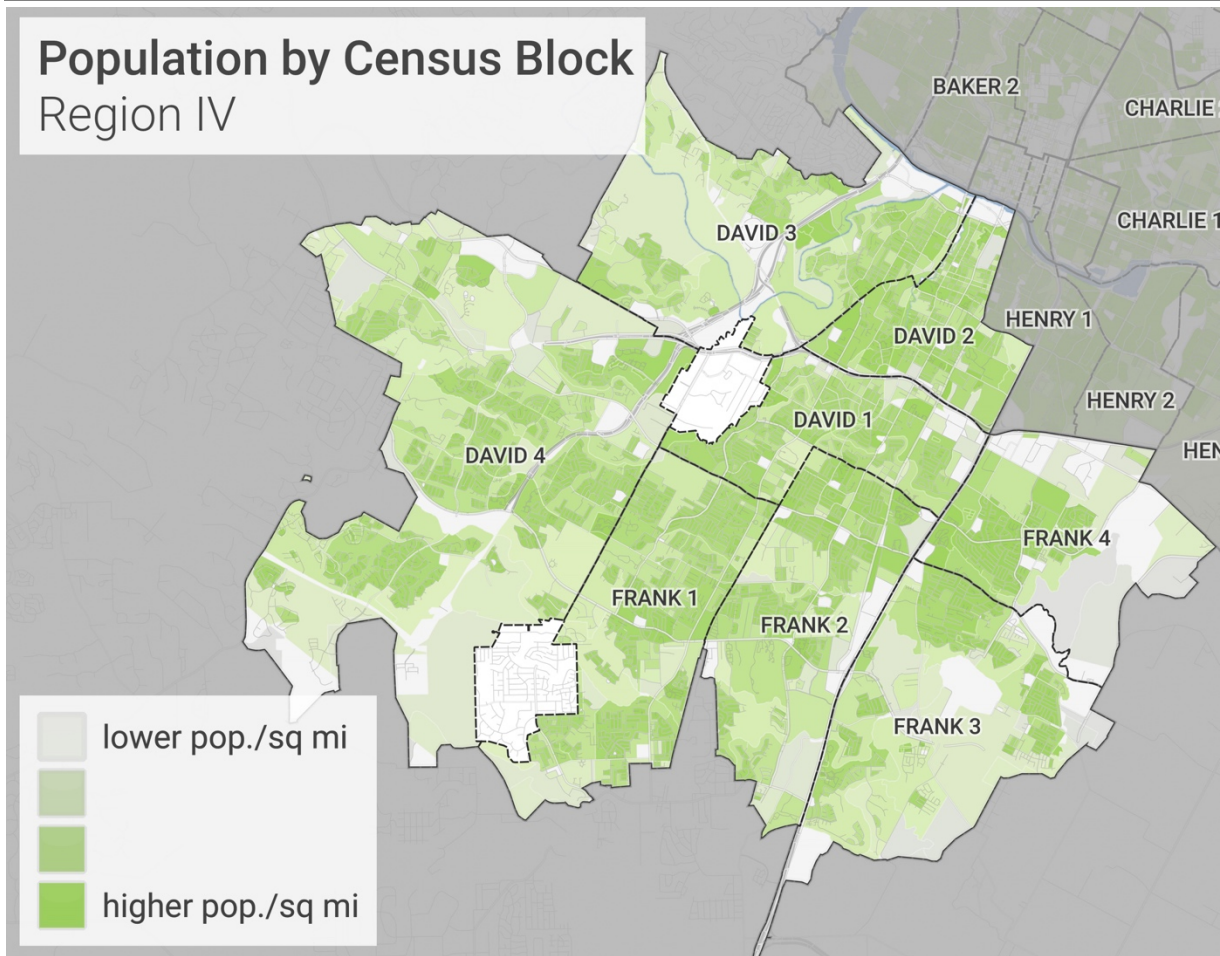 Population by Census Block
Region IV
BAKER 2
CHARLIE
CHARLIE 1
DAVID 3
HENRY 1
DAVID 2
HENRY 2
DAVID 1
DAVID 4
FRANK 4
FRANK 1
FRANK 2
FRANK 3
lower pop./sq mi
higher pop./sq mi